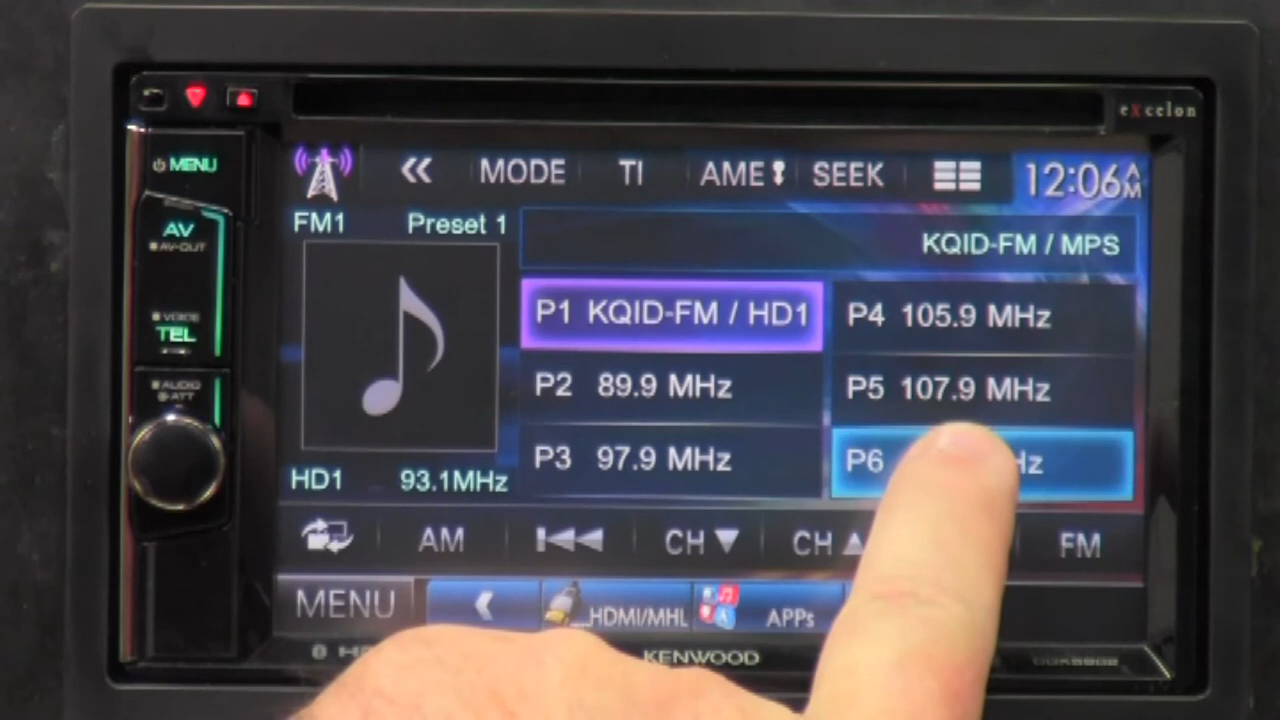 eXcelon
MENU
MODE TI AME SEEK 12:06 AM
AV
AV-OUT
FM1 Preset 1
KQID-FM / MPS
P1 KQID-FM / HD1
P4 105.9 MHz
VOICE
TEL
P2 89.9 MHz
P5 107.9 MHz
AUDIO
ATT
P3 97.9 MHz
P6
HD1 93.1MHz
AM CH CH FM
MENU HDMI/MHL APPs
KENWOOD